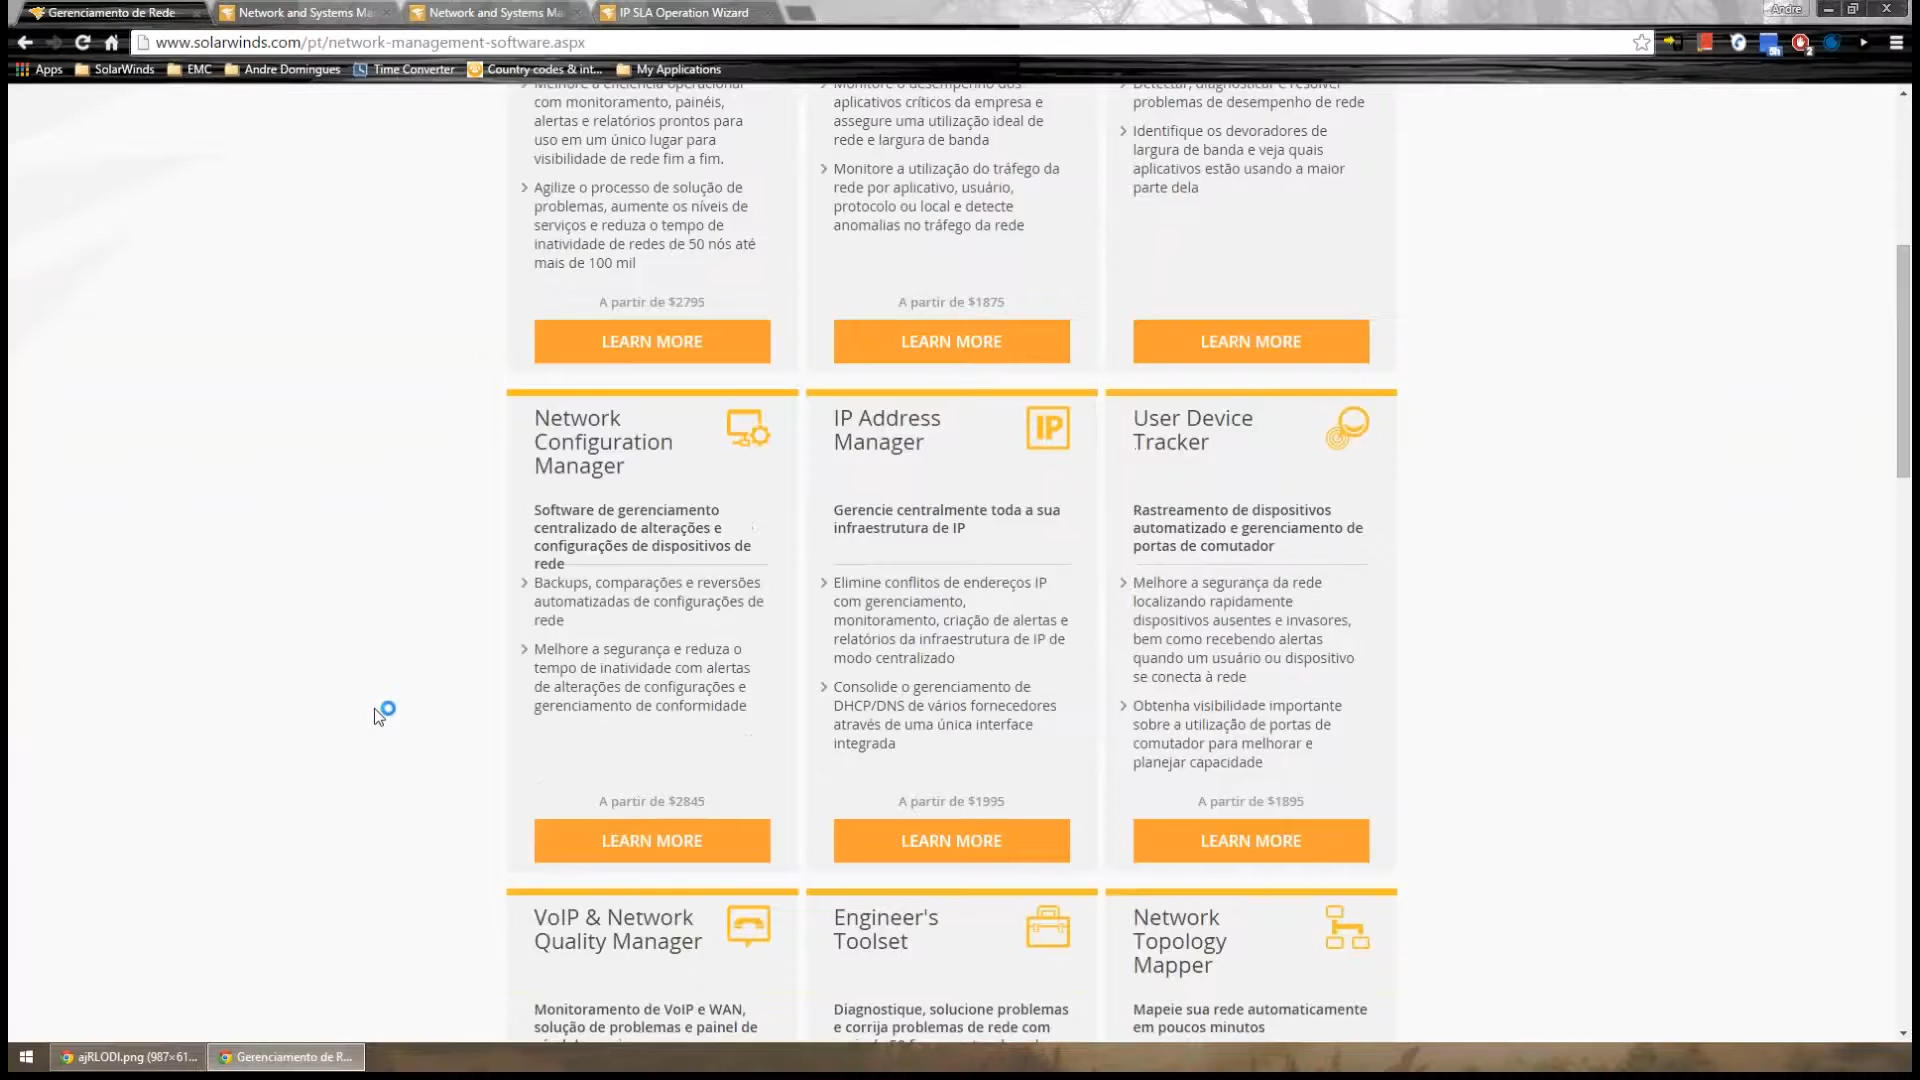 Gerenciamento de Rede
Network and Systems Ma
Network and Systems Ma
IP SLA Operation Wizard
Andre
www.solarwinds.com/pt/network-management-software.aspx
Apps
SolarWinds
EMC
Andre Domingues
Time Converter
Country codes & int...
My Applications
Melhore a eficiência operacional
com monitoramento, painéis,
alertas e relatórios prontos para
uso em um único lugar para
visibilidade de rede fim a fim.
Agilize o processo de solução de
problemas, aumente os níveis de
serviços e reduza o tempo de
inatividade de redes de 50 nós até
mais de 100 mil
A partir de $2795
LEARN MORE
Monitore o desempenho dos
aplicativos críticos da empresa e
assegure uma utilização ideal de
rede e largura de banda
Monitore a utilização do tráfego da
rede por aplicativo, usuário,
protocolo ou local e detecte
anomalias no tráfego da rede
A partir de $1875
LEARN MORE
Detectar, diagnosticar e resolver
problemas de desempenho de rede
Identifique os devoradores de
largura de banda e veja quais
aplicativos estão usando a maior
parte dela
LEARN MORE
Network
Configuration
Manager
Software de gerenciamento
centralizado de alterações e
configurações de dispositivos de
rede
Backups, comparações e reversões
automatizadas de configurações de
rede
Melhore a segurança e reduza o
tempo de inatividade com alertas
de alterações de configurações e
gerenciamento de conformidade
A partir de $2845
LEARN MORE
IP Address
Manager
IP
Gerencie centralmente toda a sua
infraestrutura de IP
Elimine conflitos de endereços IP
com gerenciamento,
monitoramento, criação de alertas e
relatórios da infraestrutura de IP de
modo centralizado
Consolide o gerenciamento de
DHCP/DNS de vários fornecedores
através de uma única interface
integrada
A partir de $1995
LEARN MORE
User Device
Tracker
Rastreamento de dispositivos
automatizado e gerenciamento de
portas de comutador
Melhore a segurança da rede
localizando rapidamente
dispositivos ausentes e invasores,
bem como recebendo alertas
quando um usuário ou dispositivo
se conecta à rede
Obtenha visibilidade importante
sobre a utilização de portas de
comutador para melhorar e
planejar capacidade
A partir de $1895
LEARN MORE
VoIP & Network
Quality Manager
Monitoramento de VoIP e WAN,
solução de problemas e painel de
Engineer's
Toolset
Diagnostique, solucione problemas
e corrija problemas de rede com
Network
Topology
Mapper
Mapeie sua rede automaticamente
em poucos minutos
ajRLODI.png (987×61...
Gerenciamento de R...